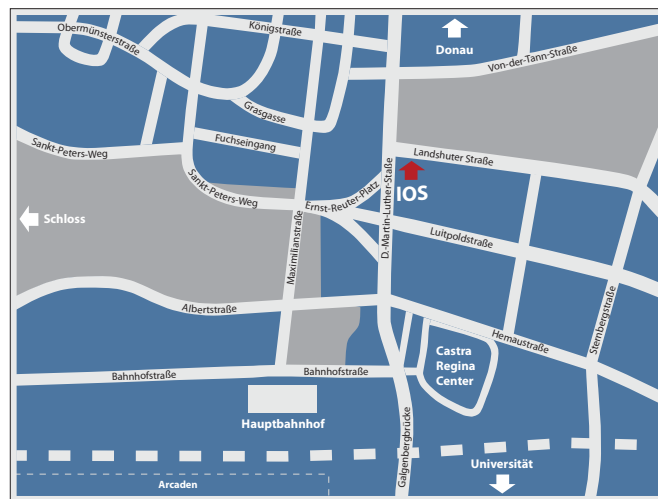 Obermünsterstraße
Königstraße
Donau
Von-der-Tann-Straße
Grasgasse
Fuchseingang
Sankt-Peters-Weg
Landshuter Straße
Sankt-Peters-Weg
Ernst-Reuter-Platz
IOS
D.-Martin-Luther-Staße
Schloss
Maximilianstraße
Luitpoldstraße
Albertstraße
Hemaustraße
Sternbergstraße
Bahnhofstraße
Bahnhofstraße
Castra
Regina
Center
Hauptbahnhof
Galgenbergbrücke
Universität
Arcaden